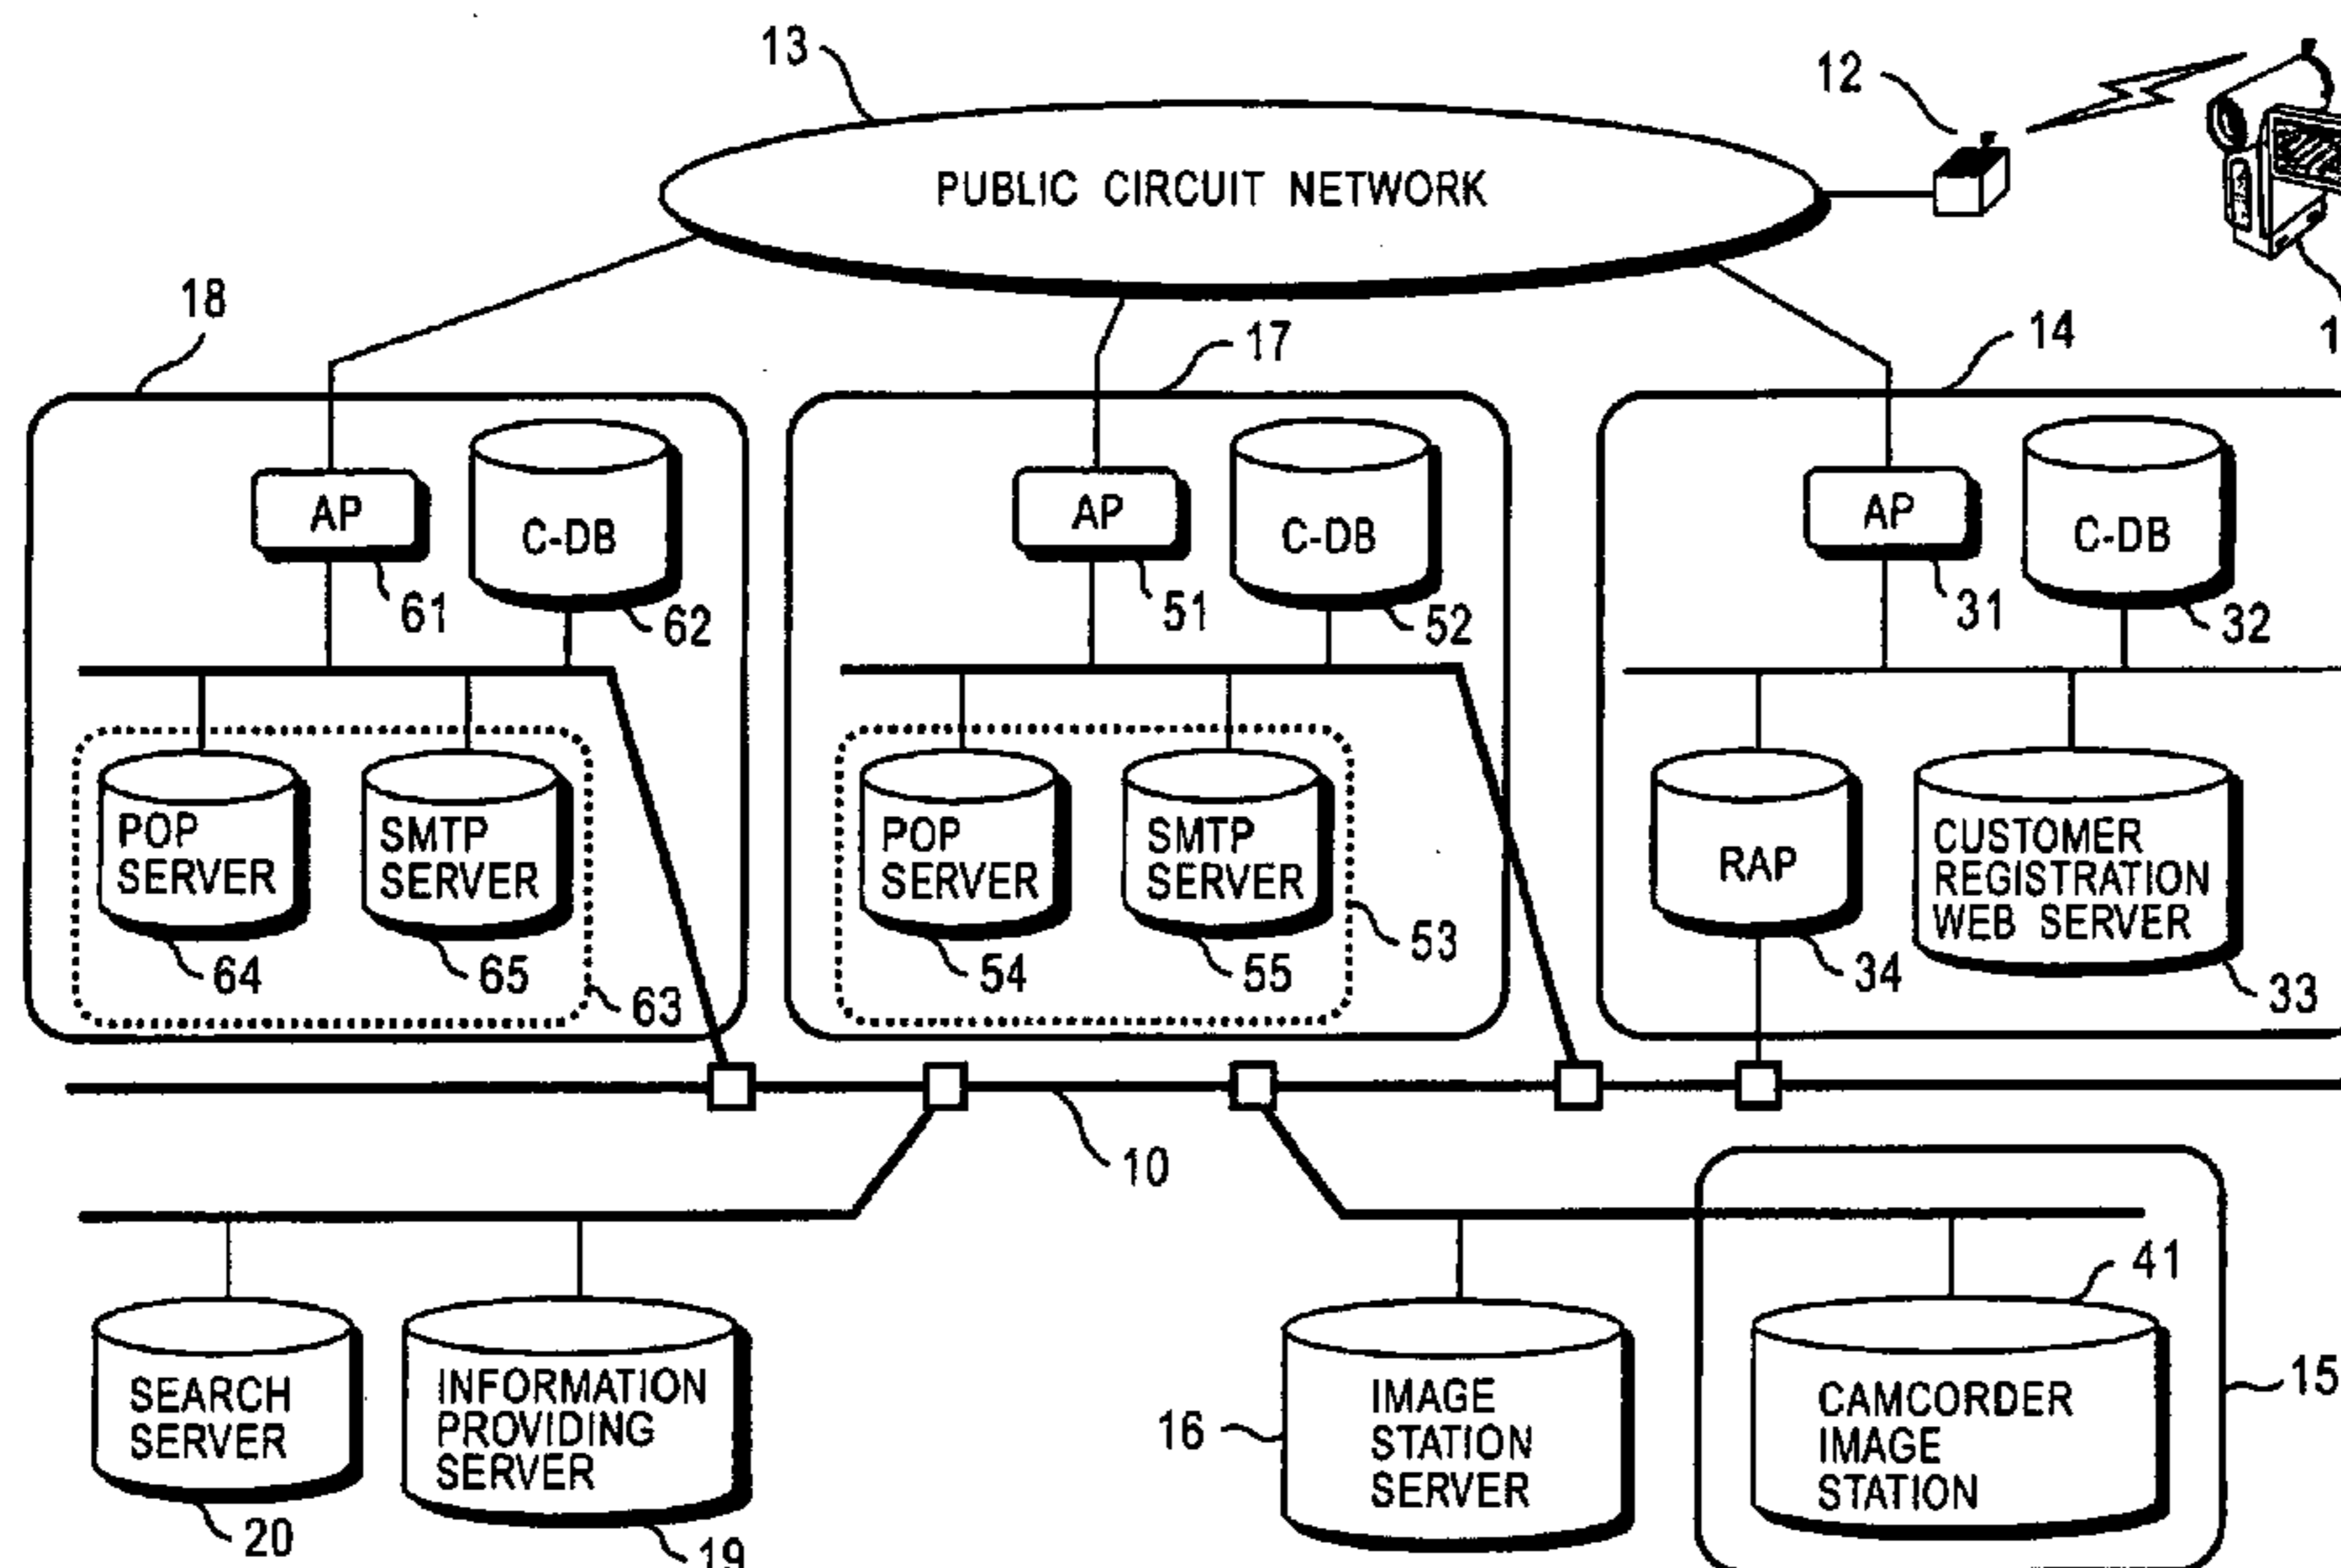 13
12
PUBLIC CIRCUIT NETWORK
18
17
14
1
AP
C-DB
AP
C-DB
AP
C-DB
61
62
51
52
31
32
POP
SERVER
SMTP
SERVER
POP
SERVER
SMTP
SERVER
RAP
CUSTOMER
REGISTRATION
WEB SERVER
64
65
63
54
55
53
34
33
10
41
SEARCH
SERVER
INFORMATION
PROVIDING
SERVER
16
IMAGE
STATION
SERVER
CAMCORDER
IMAGE
STATION
15
20
19